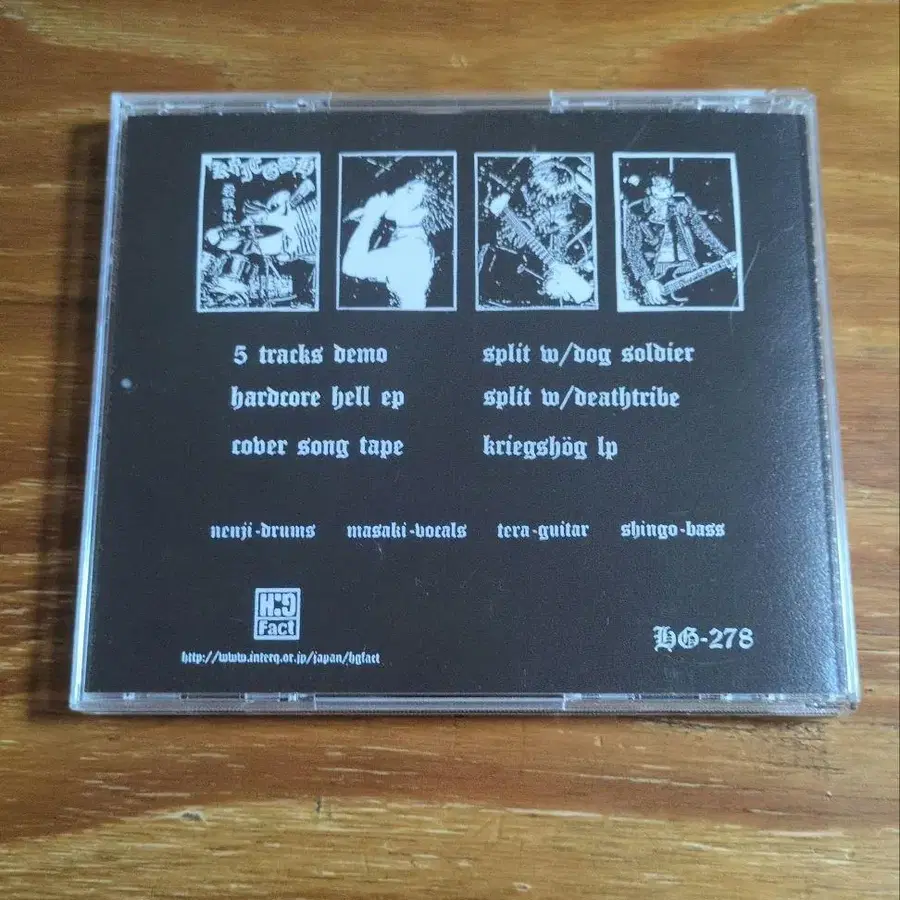 5 tracks demo
split w/dog soldier
hardcore hell ep
split w/deathtribe
cover song tape
kriegshög lp
nenji-drums
masaki-vocals
tera-guitar
shingo-bass
H:G
Fact
http://www.interq.or.jp/japan/hgfact
HG-278